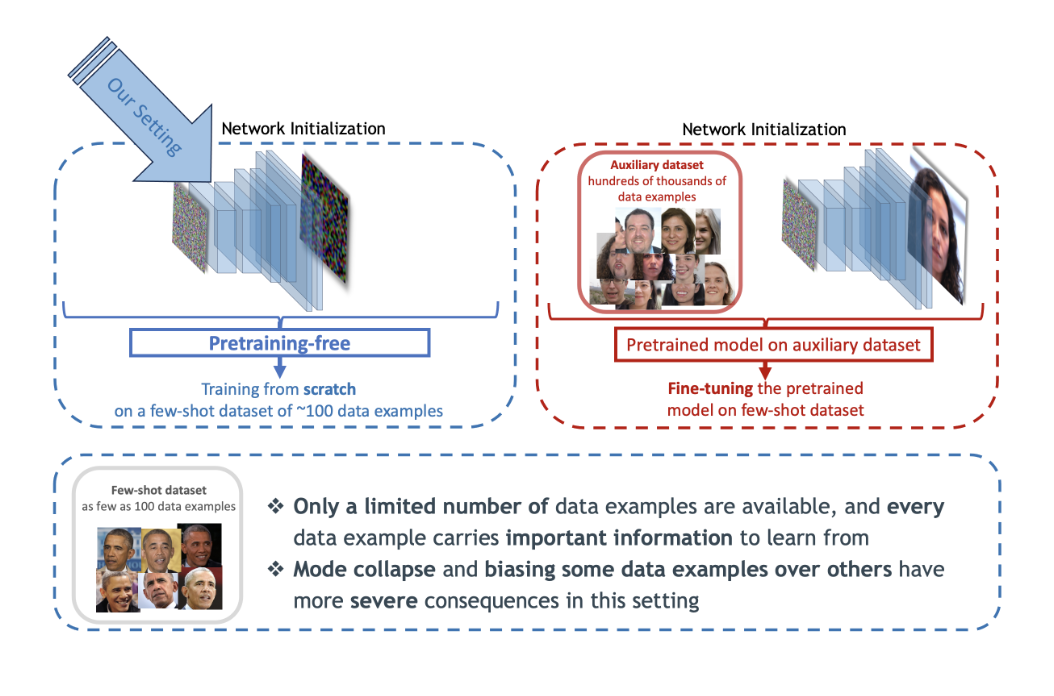 Our Setting
Network Initialization
Pretraining-free
Training from scratch
on a few-shot dataset of ~100 data examples
Network Initialization
Auxiliary dataset
hundreds of thousands of
data examples
Pretrained model on auxiliary dataset
Fine-tuning the pretrained
model on few-shot dataset
Few-shot dataset
as few as 100 data examples
❖ Only a limited number of data examples are available, and every
data example carries important information to learn from
❖ Mode collapse and biasing some data examples over others have
more severe consequences in this setting